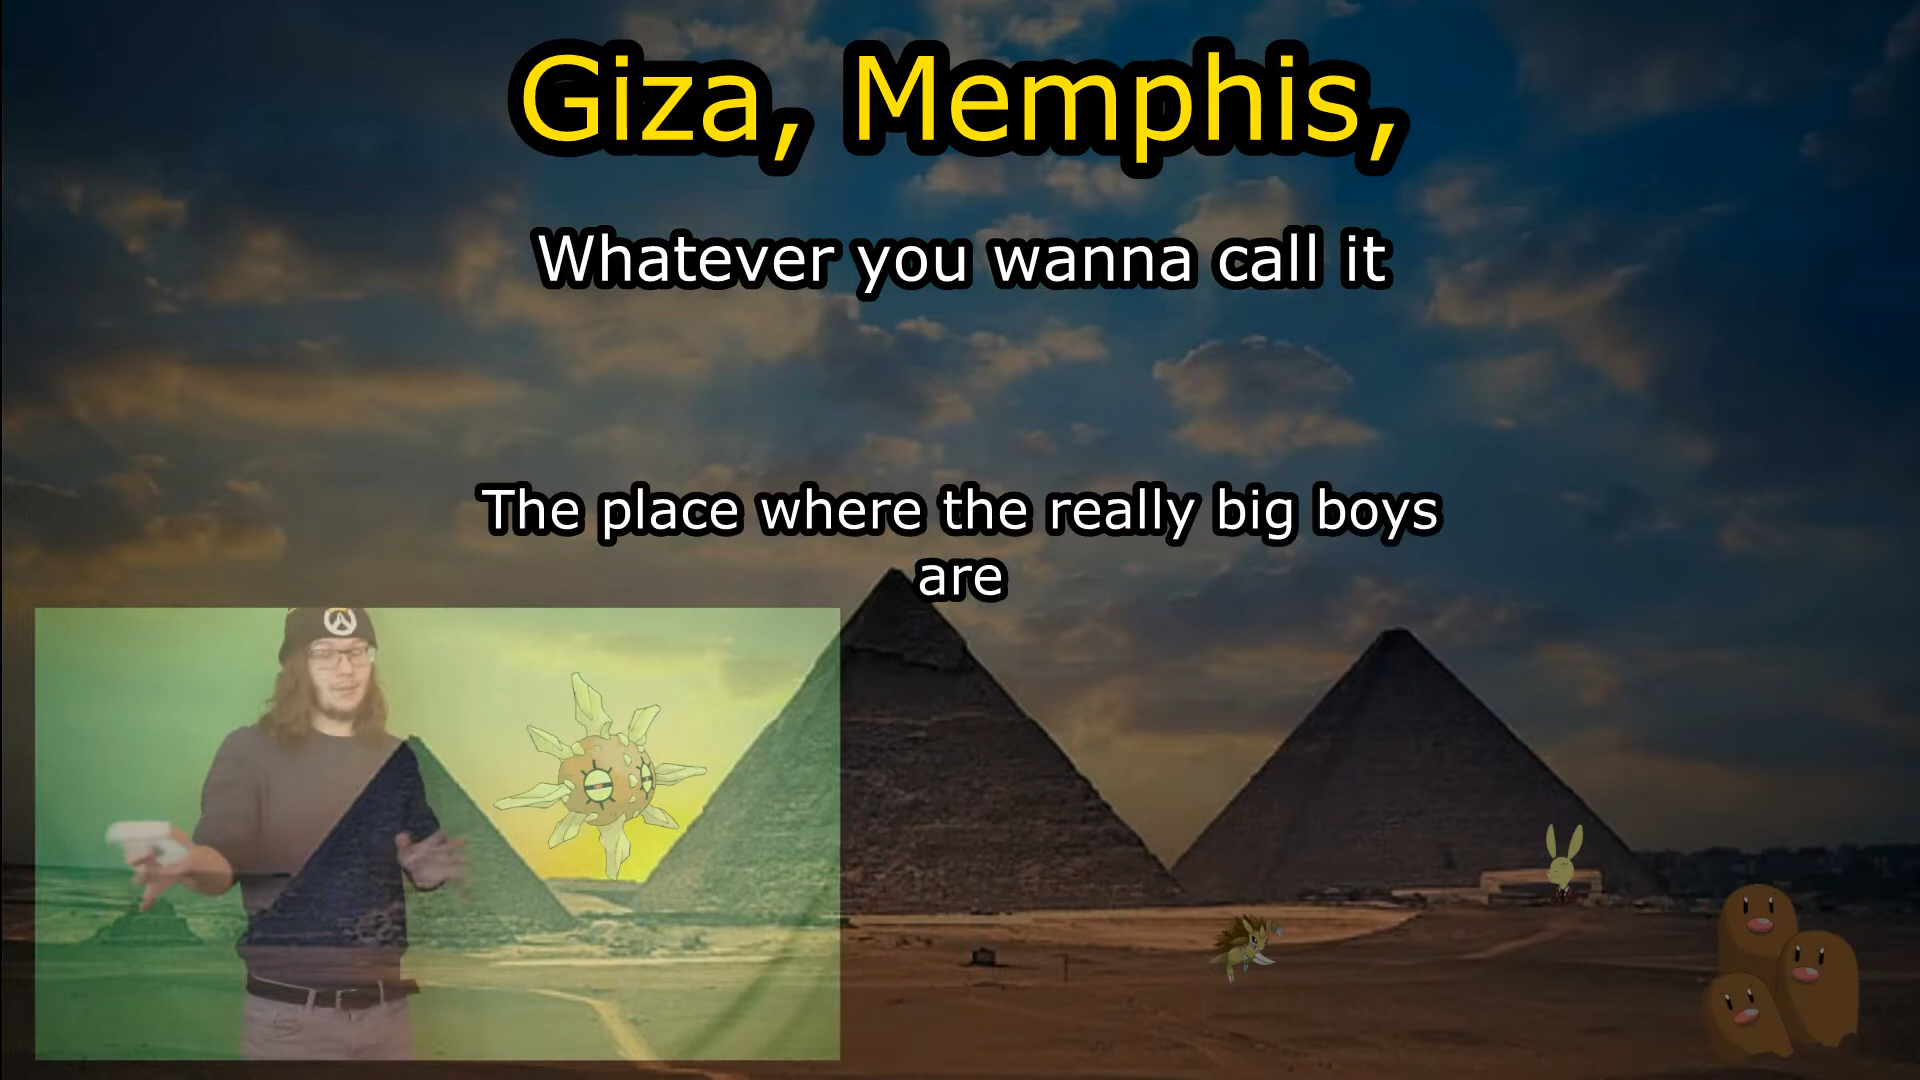 Giza, Memphis,
Whatever you wanna call it
The place where the really big boys
are